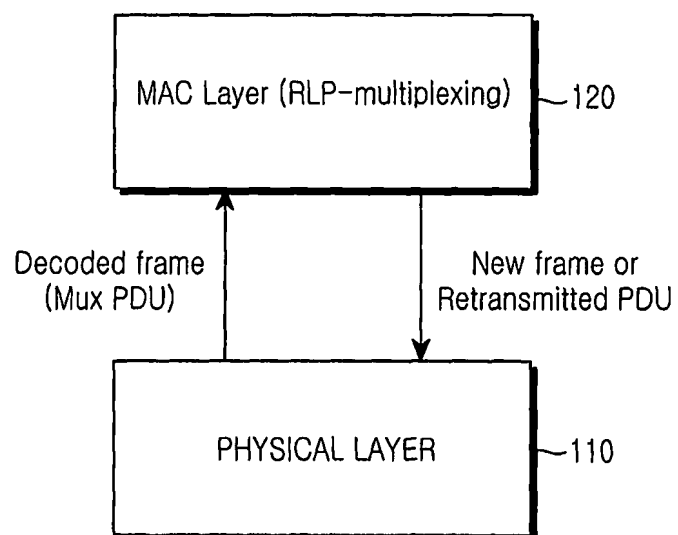 MAC Layer (RLP-multiplexing)
120
Decoded frame
(Mux PDU)
New frame or
Retransmitted PDU
PHYSICAL LAYER
110